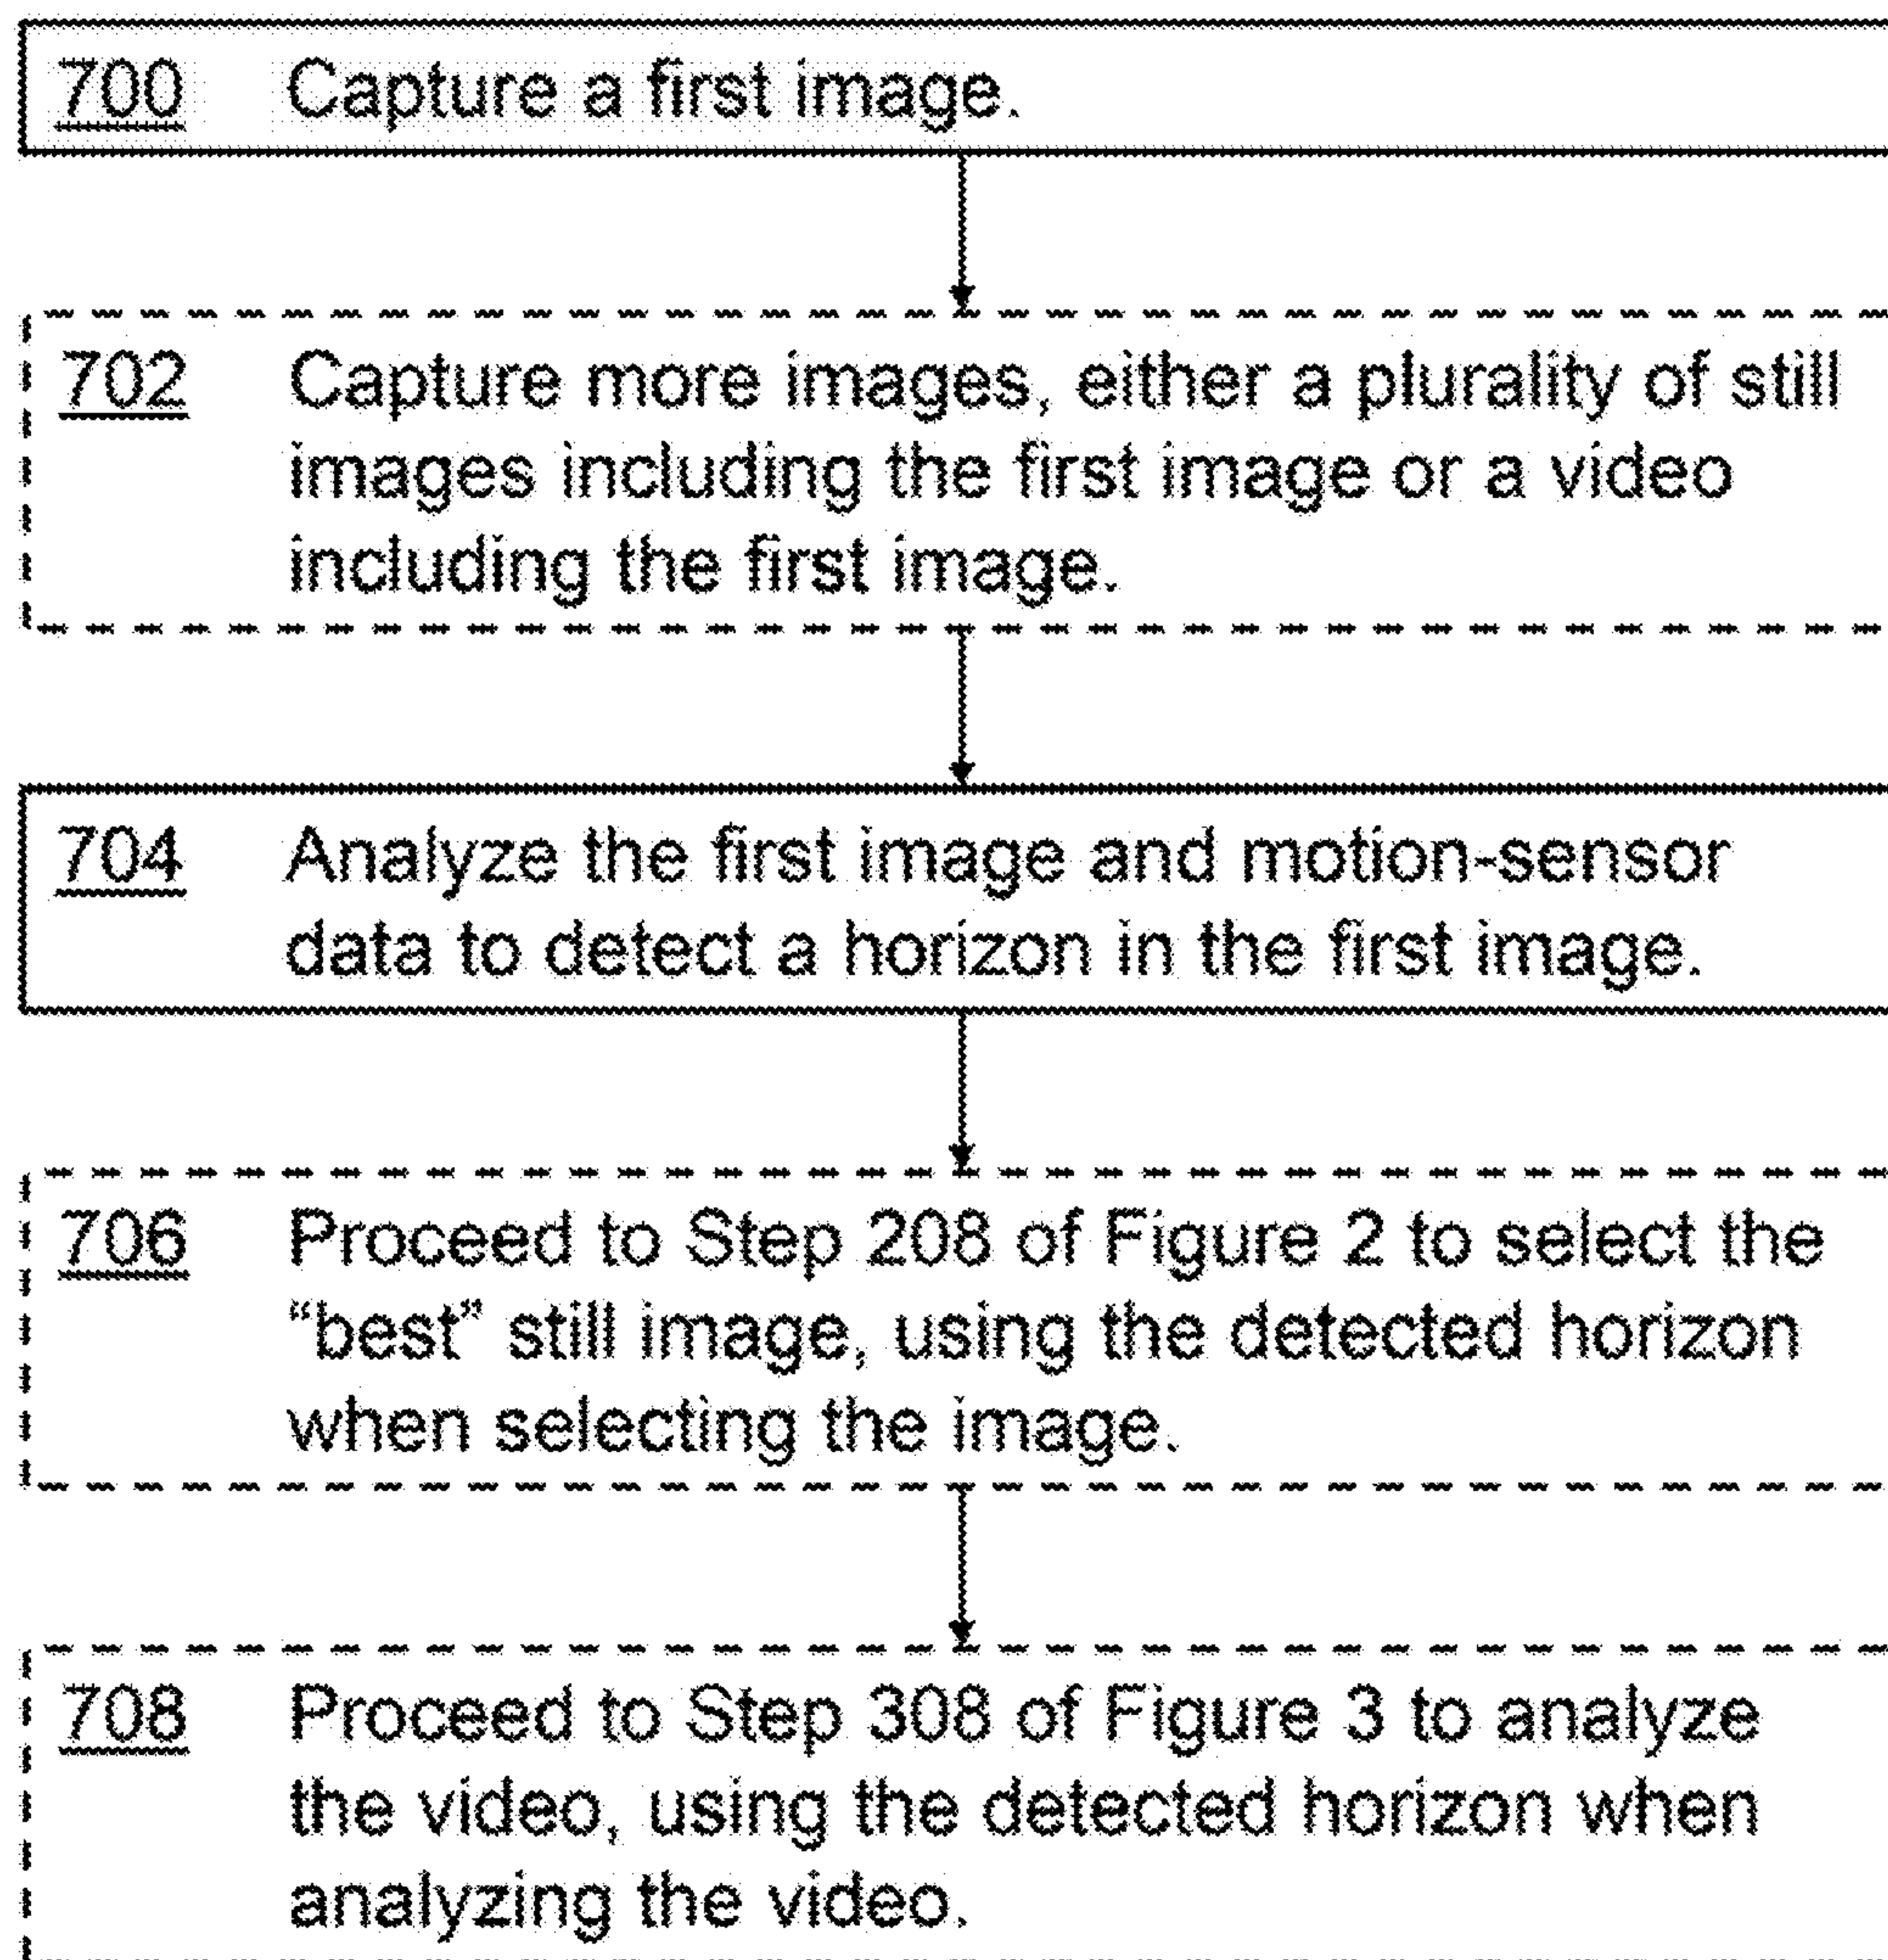 700 Capture a first image.
702 Capture more images, either a plurality of still
images including the first image or a video
including the first image.
704 Analyze the first image and motion-sensor
data to detect a horizon in the first image.
706 Proceed to Step 208 of Figure 2 to select the
“best” still image, using the detected horizon
when selecting the image.
708 Proceed to Step 308 of Figure 3 to analyze
the video, using the detected horizon when
analyzing the video.